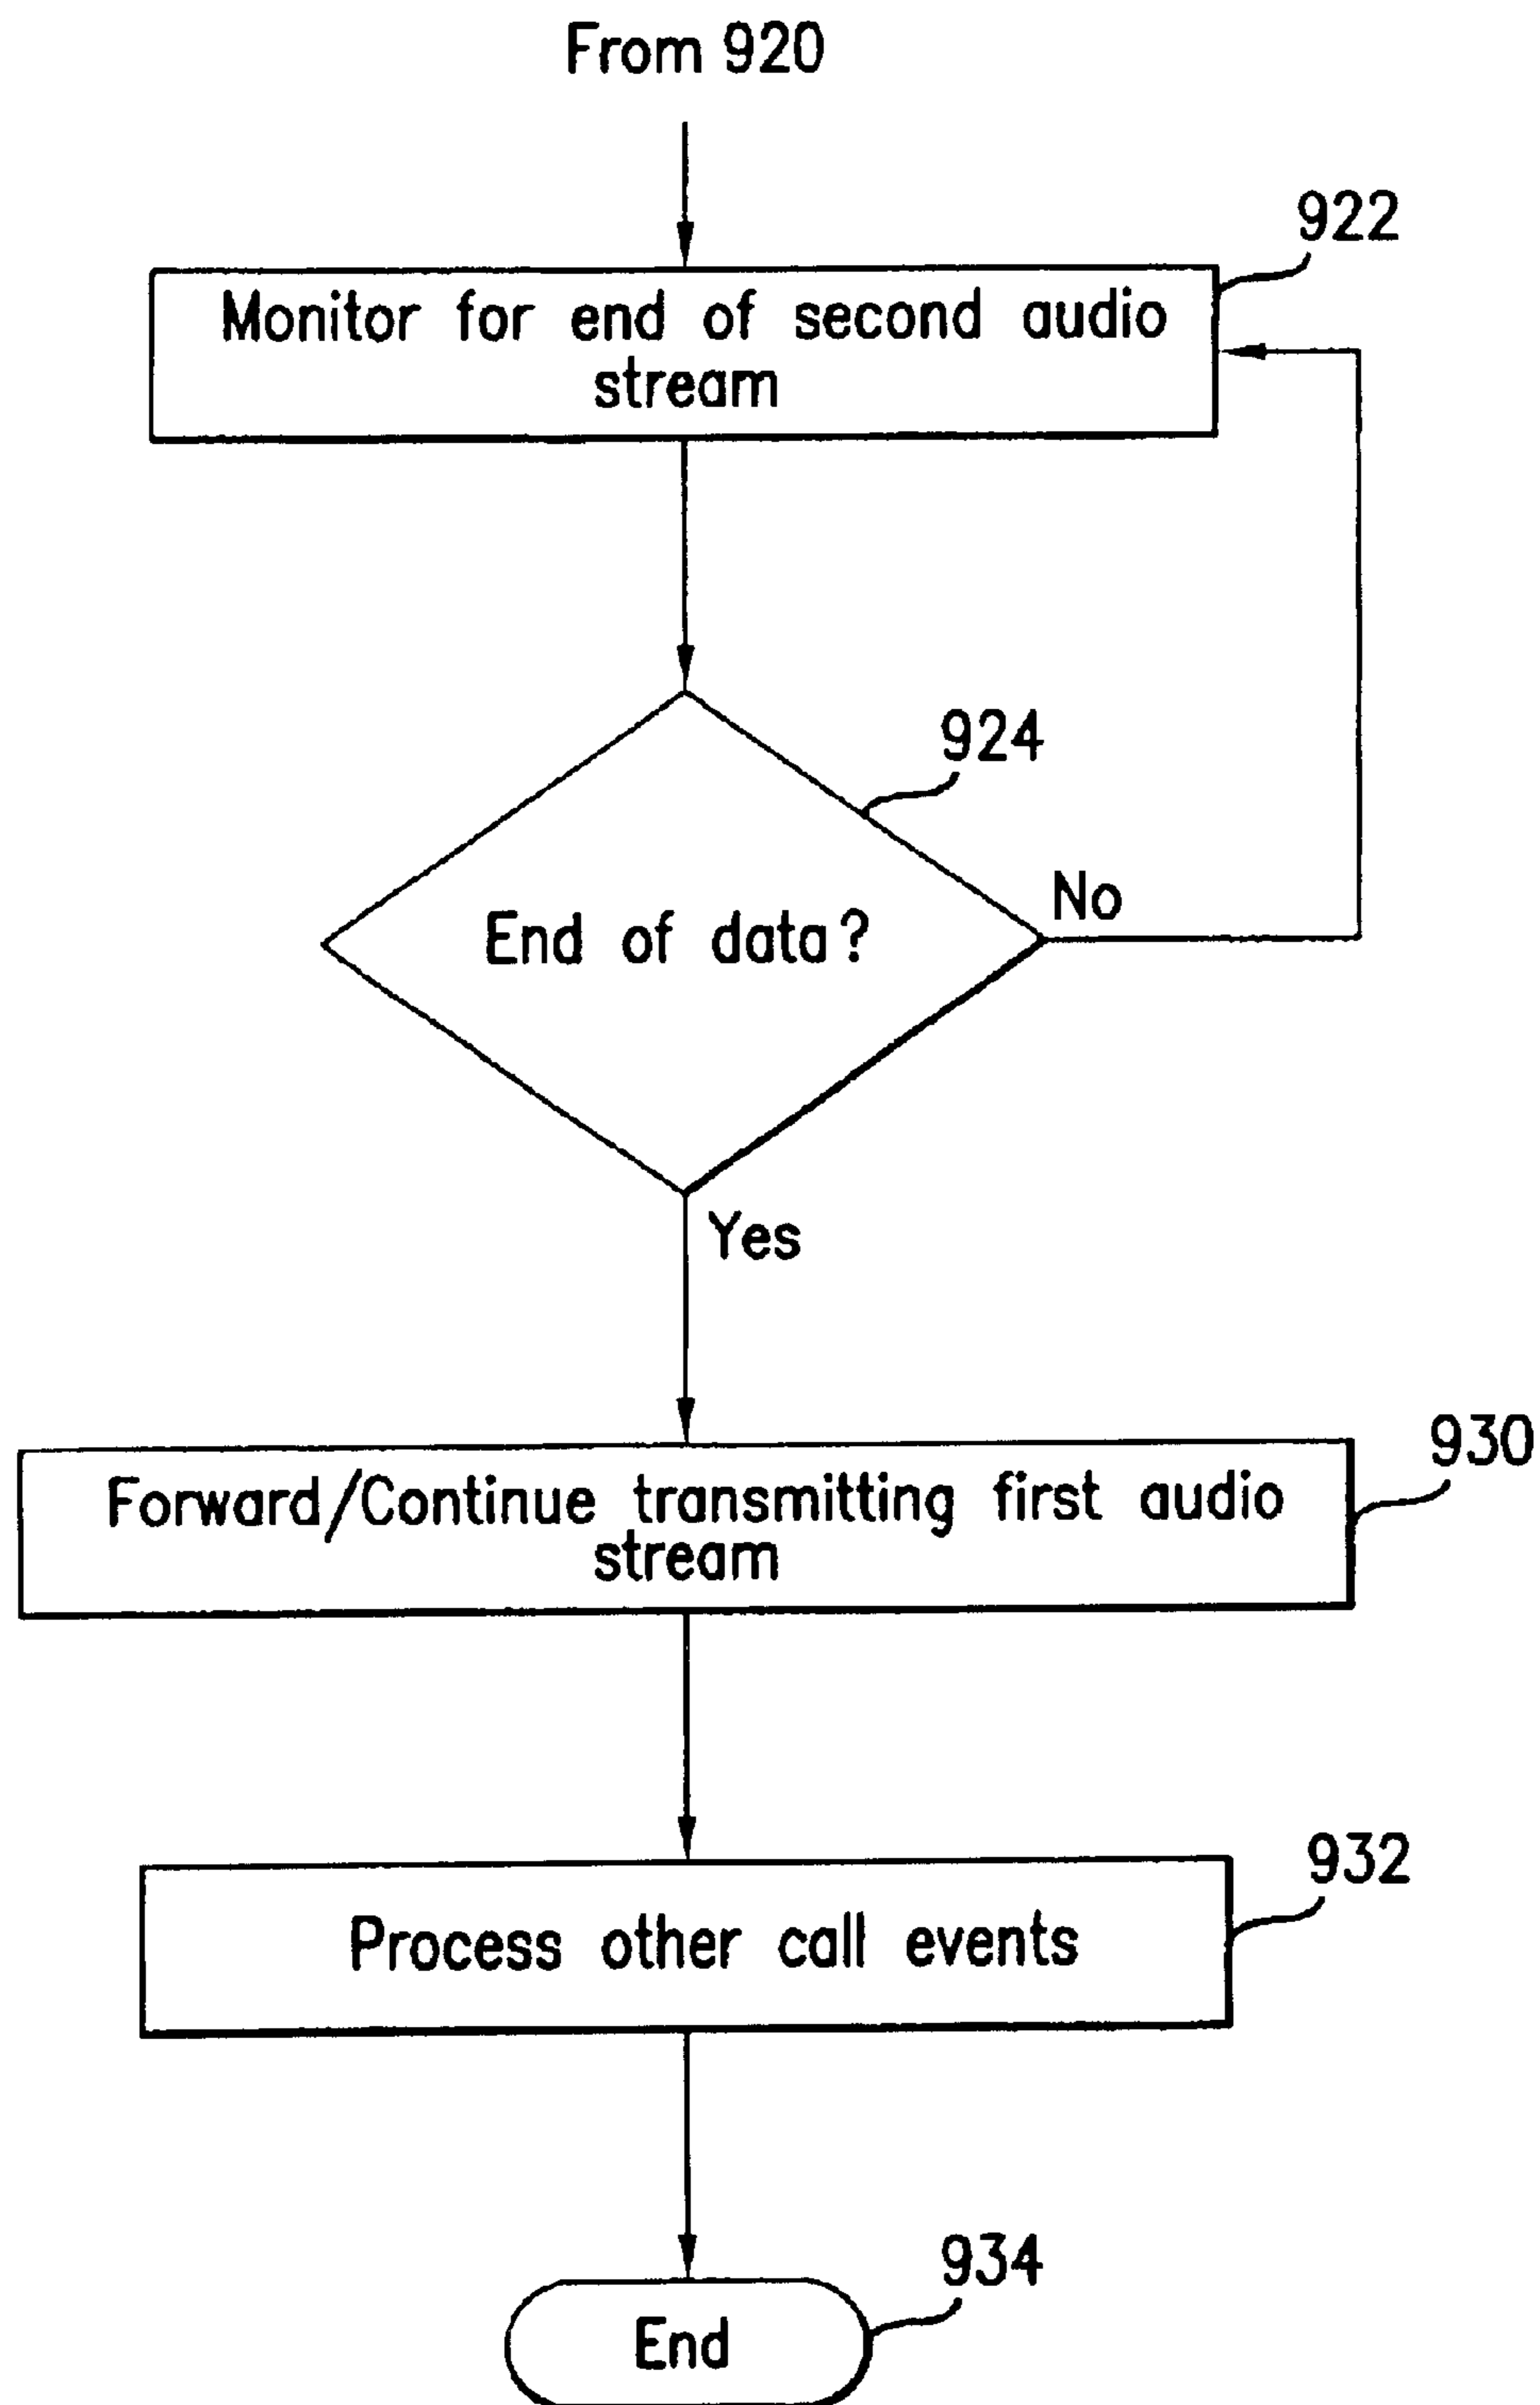 From 920
922
Monitor for end of second audio
stream
924
No
End of data?
Yes
930
Forward/Continue transmitting first audio
stream
932
Process other call events
934
End